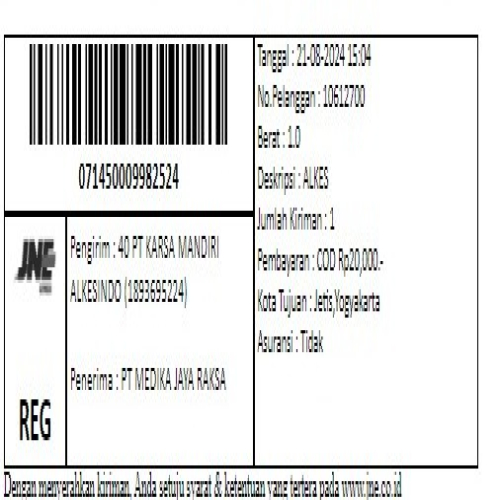 071450009982524
Tanggal : 21-08-2024 15:04
No.Pelanggan : 10612700
Berat : 1.0
Deskripsi : ALKES
Jumlah Kiriman : 1
Pembayaran : COD Rp20,000.-
Kota Tujuan : Jetis,Yogyakarta
Asuransi : Tidak
JNE
REG
Pengirim : 40 PT KARSA MANDIRI
ALKESINDO (1893695224)
Penerima : PT MEDIKA JAYA RAKSA
Dengan menyerahkan kiriman, Anda setuju syarat & ketentuan yang tertera pada www.jne.co.id